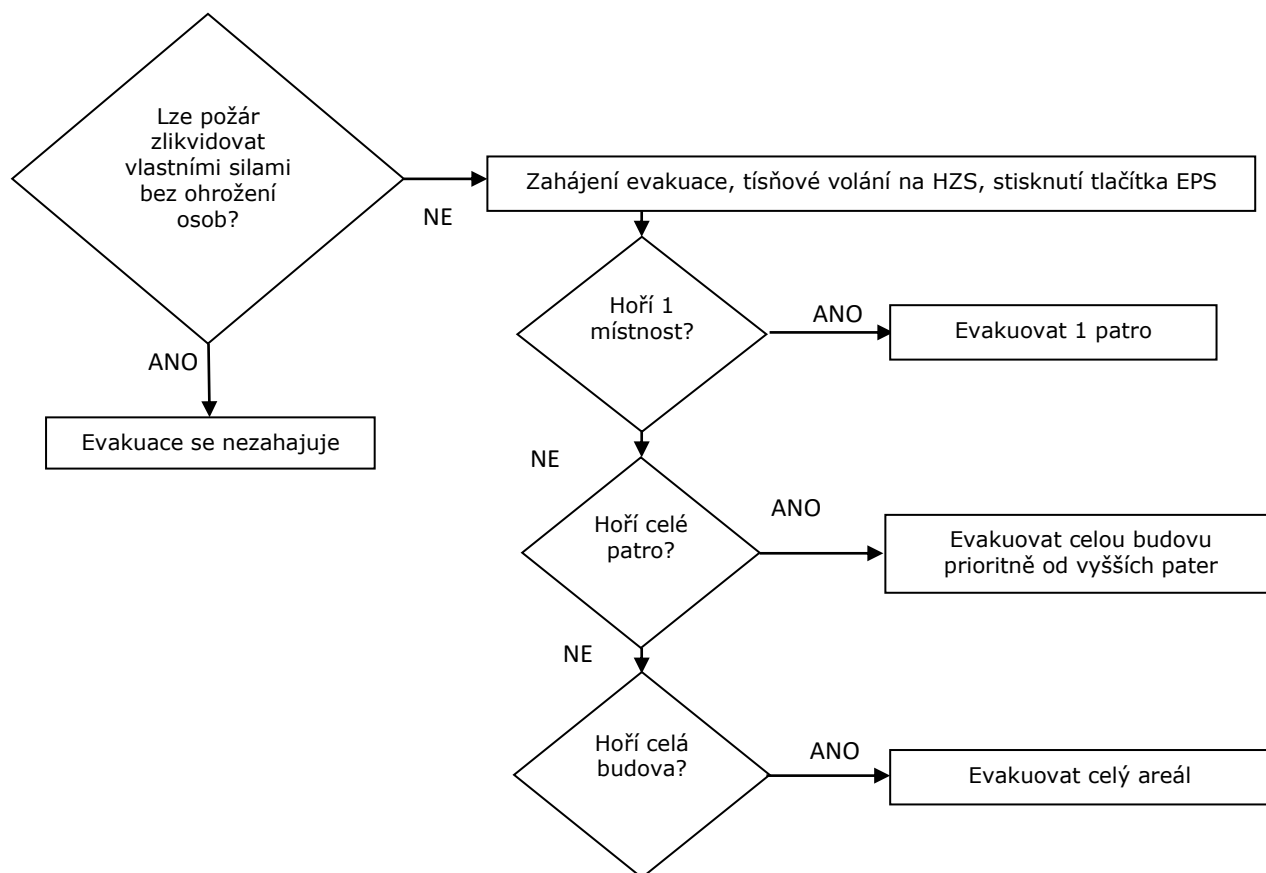 Lze požár
zlikvidovat
vlastními silami
bez ohrožení
osob?
NE
Zahájení evakuace, tísňové volání na HZS, stisknutí tlačítka EPS
ANO
Evakuace se nezahajuje
Hoří 1
místnost?
ANO
Evakuovat 1 patro
NE
Hoří celé
patro?
ANO
Evakuovat celou budovu
prioritně od vyšších pater
NE
Hoří celá
budova?
ANO
Evakuovat celý areál